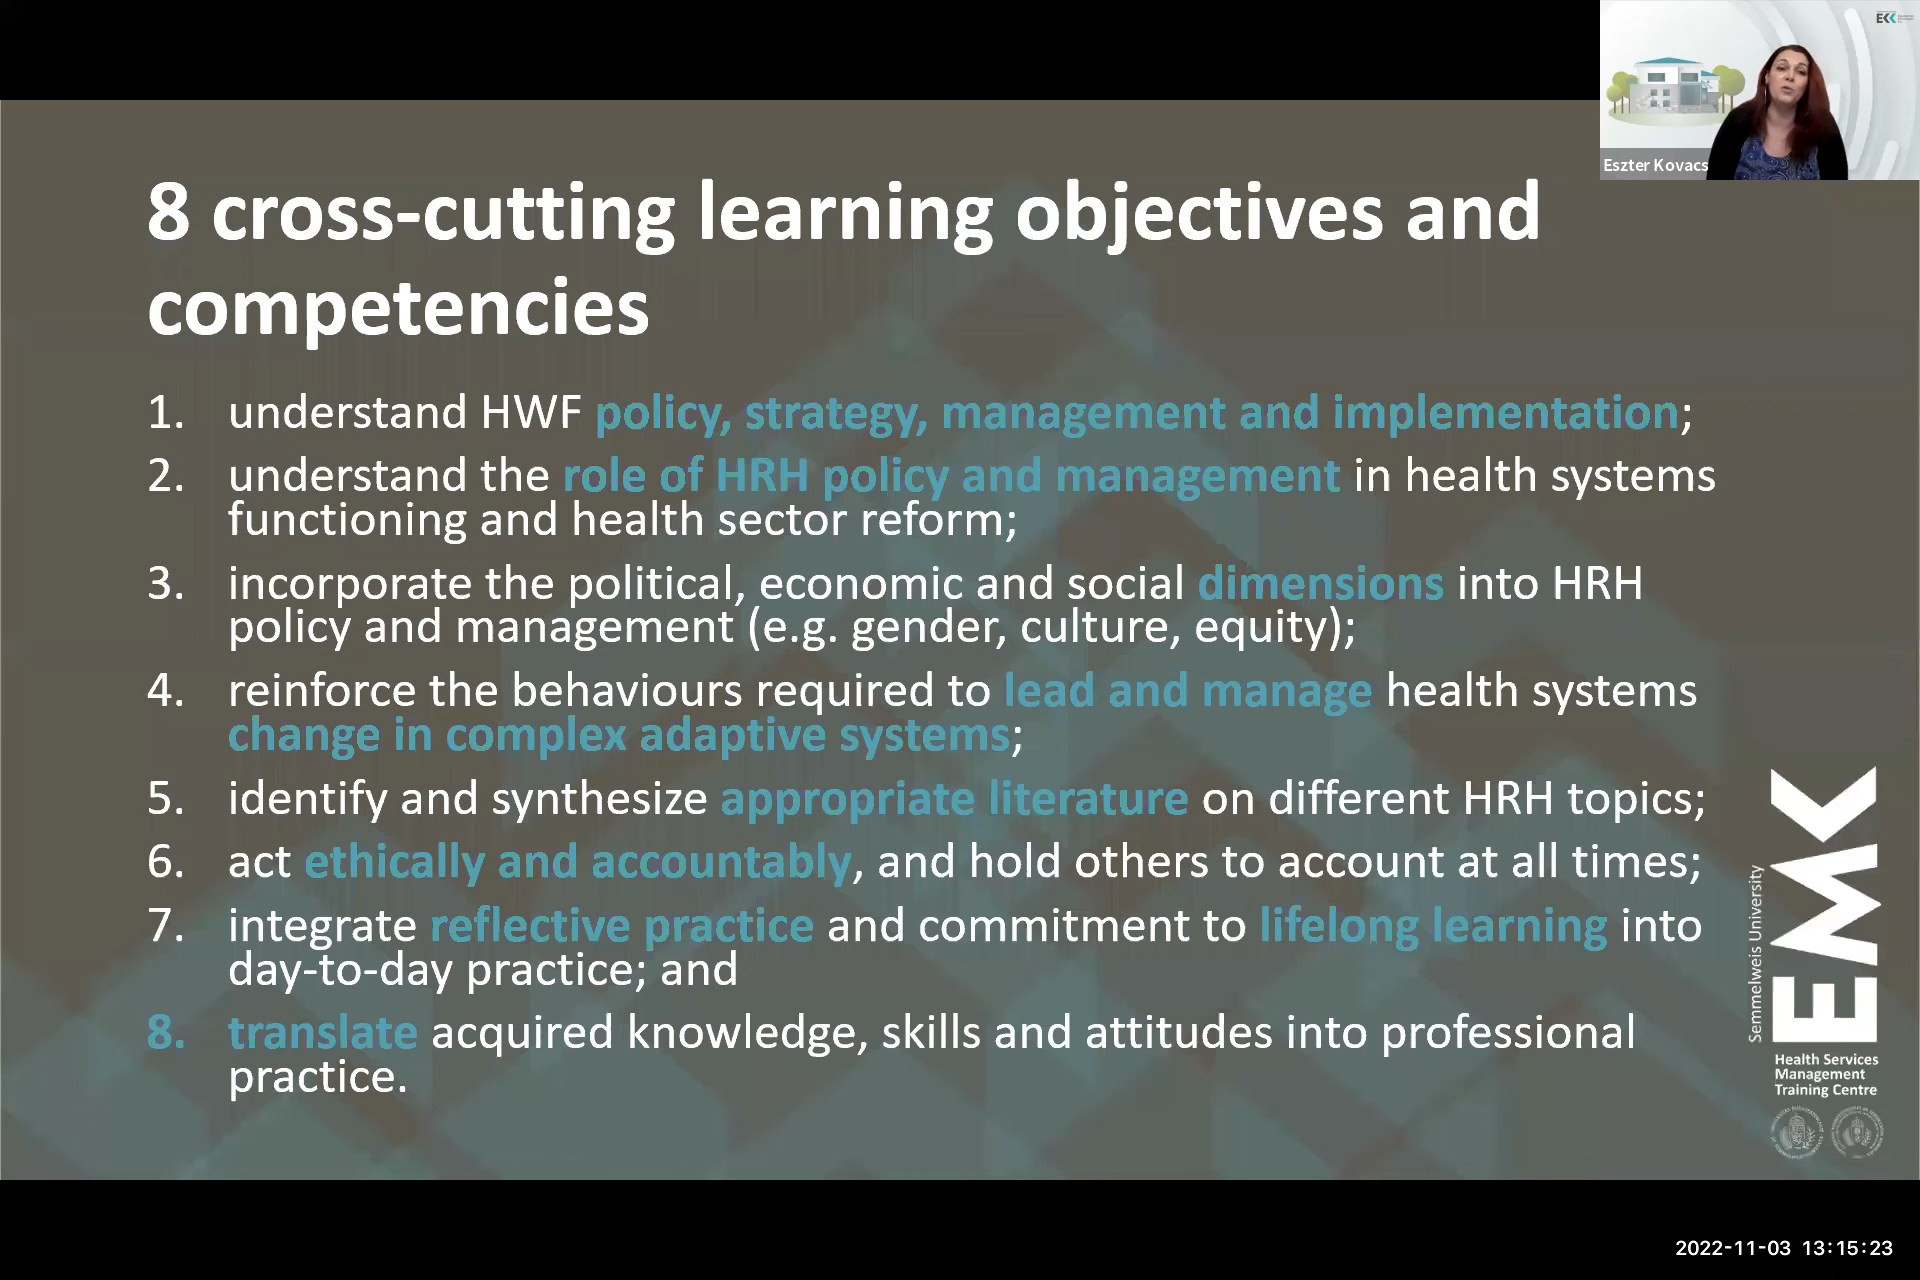 EKK
Eszter Kovacs
8 cross-cutting learning objectives and
competencies
1. understand HWF policy, strategy, management and implementation;
2. understand the role of HRH policy and management in health systems
functioning and health sector reform;
3. incorporate the political, economic and social dimensions into HRH
policy and management (e.g. gender, culture, equity);
4. reinforce the behaviours required to lead and manage health systems
change in complex adaptive systems;
5. identify and synthesize appropriate literature on different HRH topics;
6. act ethically and accountably, and hold others to account at all times;
7. integrate reflective practice and commitment to lifelong learning into
day-to-day practice; and
8. translate acquired knowledge, skills and attitudes into professional
practice.
Semmelweis University
EMK
Health Services
Management
Training Centre
2022-11-03 13:15:23